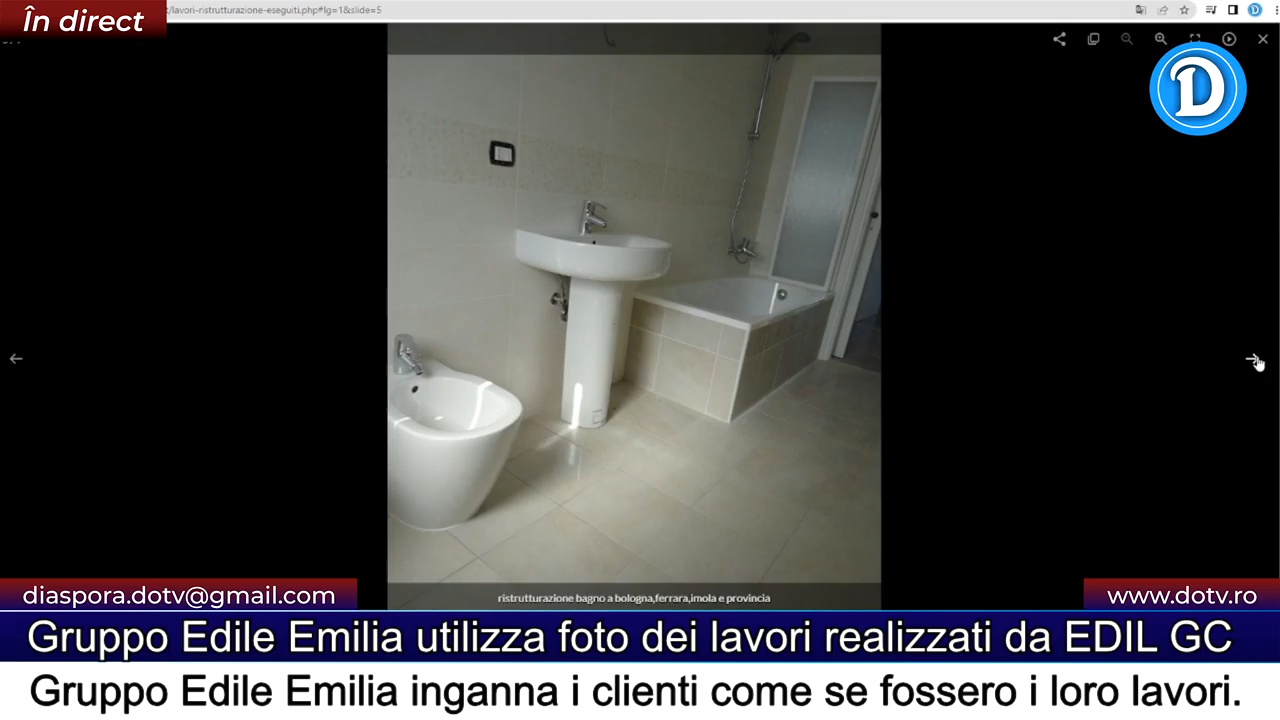 În direct
/lavori-ristrutturazione-eseguiti.php#lg=1&slide=5
D
ristrutturazione bagno a bologna,ferrara,imola e provincia
diaspora.dotv@gmail.com
www.dotv.ro
Gruppo Edile Emilia utilizza foto dei lavori realizzati da EDIL GC
Gruppo Edile Emilia inganna i clienti come se fossero i loro lavori.